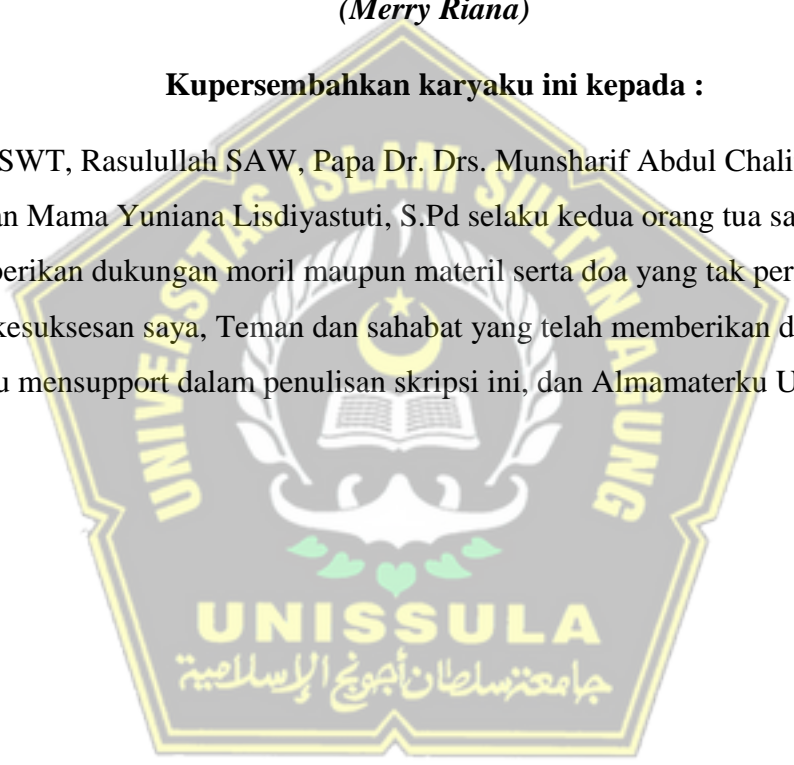 (Merry Riana)
Kupersembahkan karyaku ini kepada :
SWT, Rasulullah SAW, Papa Dr. Drs. Munsharif Abdul Chali
Mama Yuniana Lisdiyastuti, S.Pd selaku kedua orang tua sa
berikan dukungan moril maupun materil serta doa yang tak per
kesuksesan saya, Teman dan sahabat yang telah memberikan d
mensupport dalam penulisan skripsi ini, dan Almamaterku U
UNIVERSITAS ISLAM SULTAN AGUNG
UNISSULA
جامعتسلطان أجونج الإسلامية